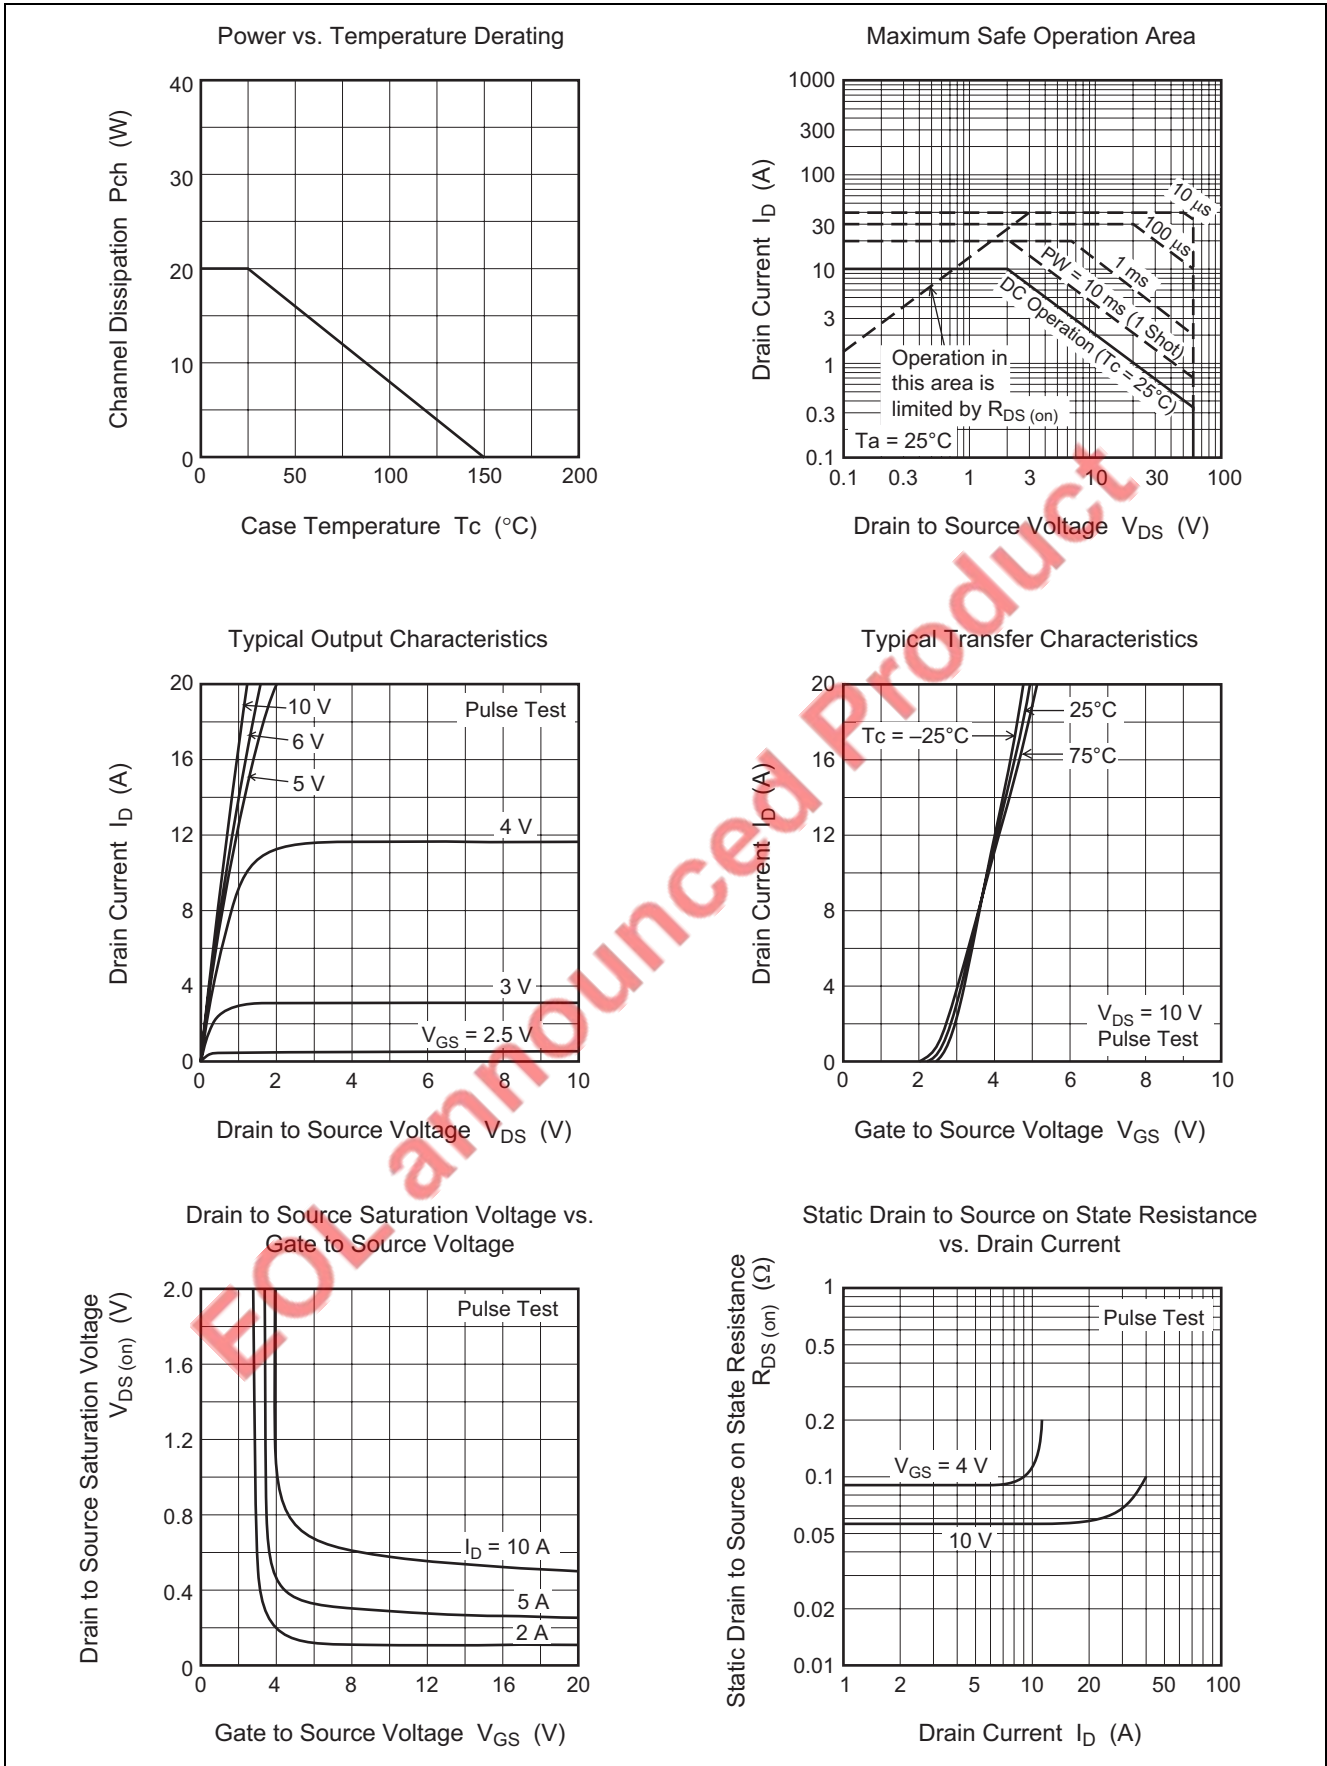 Power vs. Temperature Derating
Channel Dissipation Pch (W)
40
30
20
10
0
0 50 100 150 200
Case Temperature Tc (°C)
Maximum Safe Operation Area
Drain Current ID (A)
1000
300
100
30
10
3
1
0.3
0.1
10 μs
100 μs
1 ms
PW = 10 ms (1 Shot)
DC Operation (Tc = 25°C)
Operation in
this area is
limited by RDS (on)
Ta = 25°C
0.1 0.3 1 3 10 30 100
Drain to Source Voltage VDS (V)
Typical Output Characteristics
Drain Current ID (A)
20
16
12
8
4
0
10 V
6 V
5 V
Pulse Test
4 V
3 V
VGS = 2.5 V
0 2 4 6 8 10
Drain to Source Voltage VDS (V)
Typical Transfer Characteristics
Drain Current ID (A)
20
16
12
8
4
0
25°C
Tc = –25°C
75°C
VDS = 10 V
Pulse Test
0 2 4 6 8 10
Gate to Source Voltage VGS (V)
Drain to Source Saturation Voltage vs.
Gate to Source Voltage
Drain to Source Saturation Voltage
VDS (on) (V)
2.0
1.6
1.2
0.8
0.4
0
Pulse Test
ID = 10 A
5 A
2 A
0 4 8 12 16 20
Gate to Source Voltage VGS (V)
Static Drain to Source on State Resistance
vs. Drain Current
Static Drain to Source on State Resistance
RDS (on) (Ω)
1
0.5
0.2
0.1
0.05
0.02
0.01
Pulse Test
VGS = 4 V
10 V
1 2 5 10 20 50 100
Drain Current ID (A)
EOL announced Product